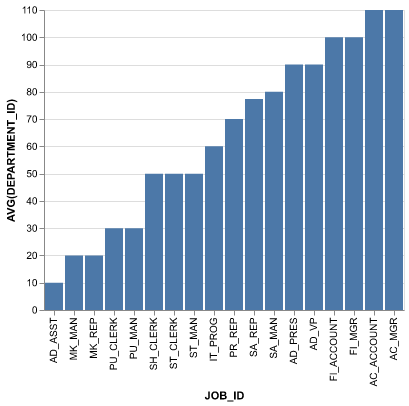 110
100
90
80
70
60
50
40
30
20
10
0
AVG(DEPARTMENT_ID)
AD_ASST
MK_MAN
MK_REP
PU_CLERK
PU_MAN
SH_CLERK
ST_CLERK
ST_MAN
IT_PROG
PR_REP
SA_REP
SA_MAN
AD_PRES
AD_VP
FI_ACCOUNT
FI_MGR
AC_ACCOUNT
AC_MGR
JOB_ID